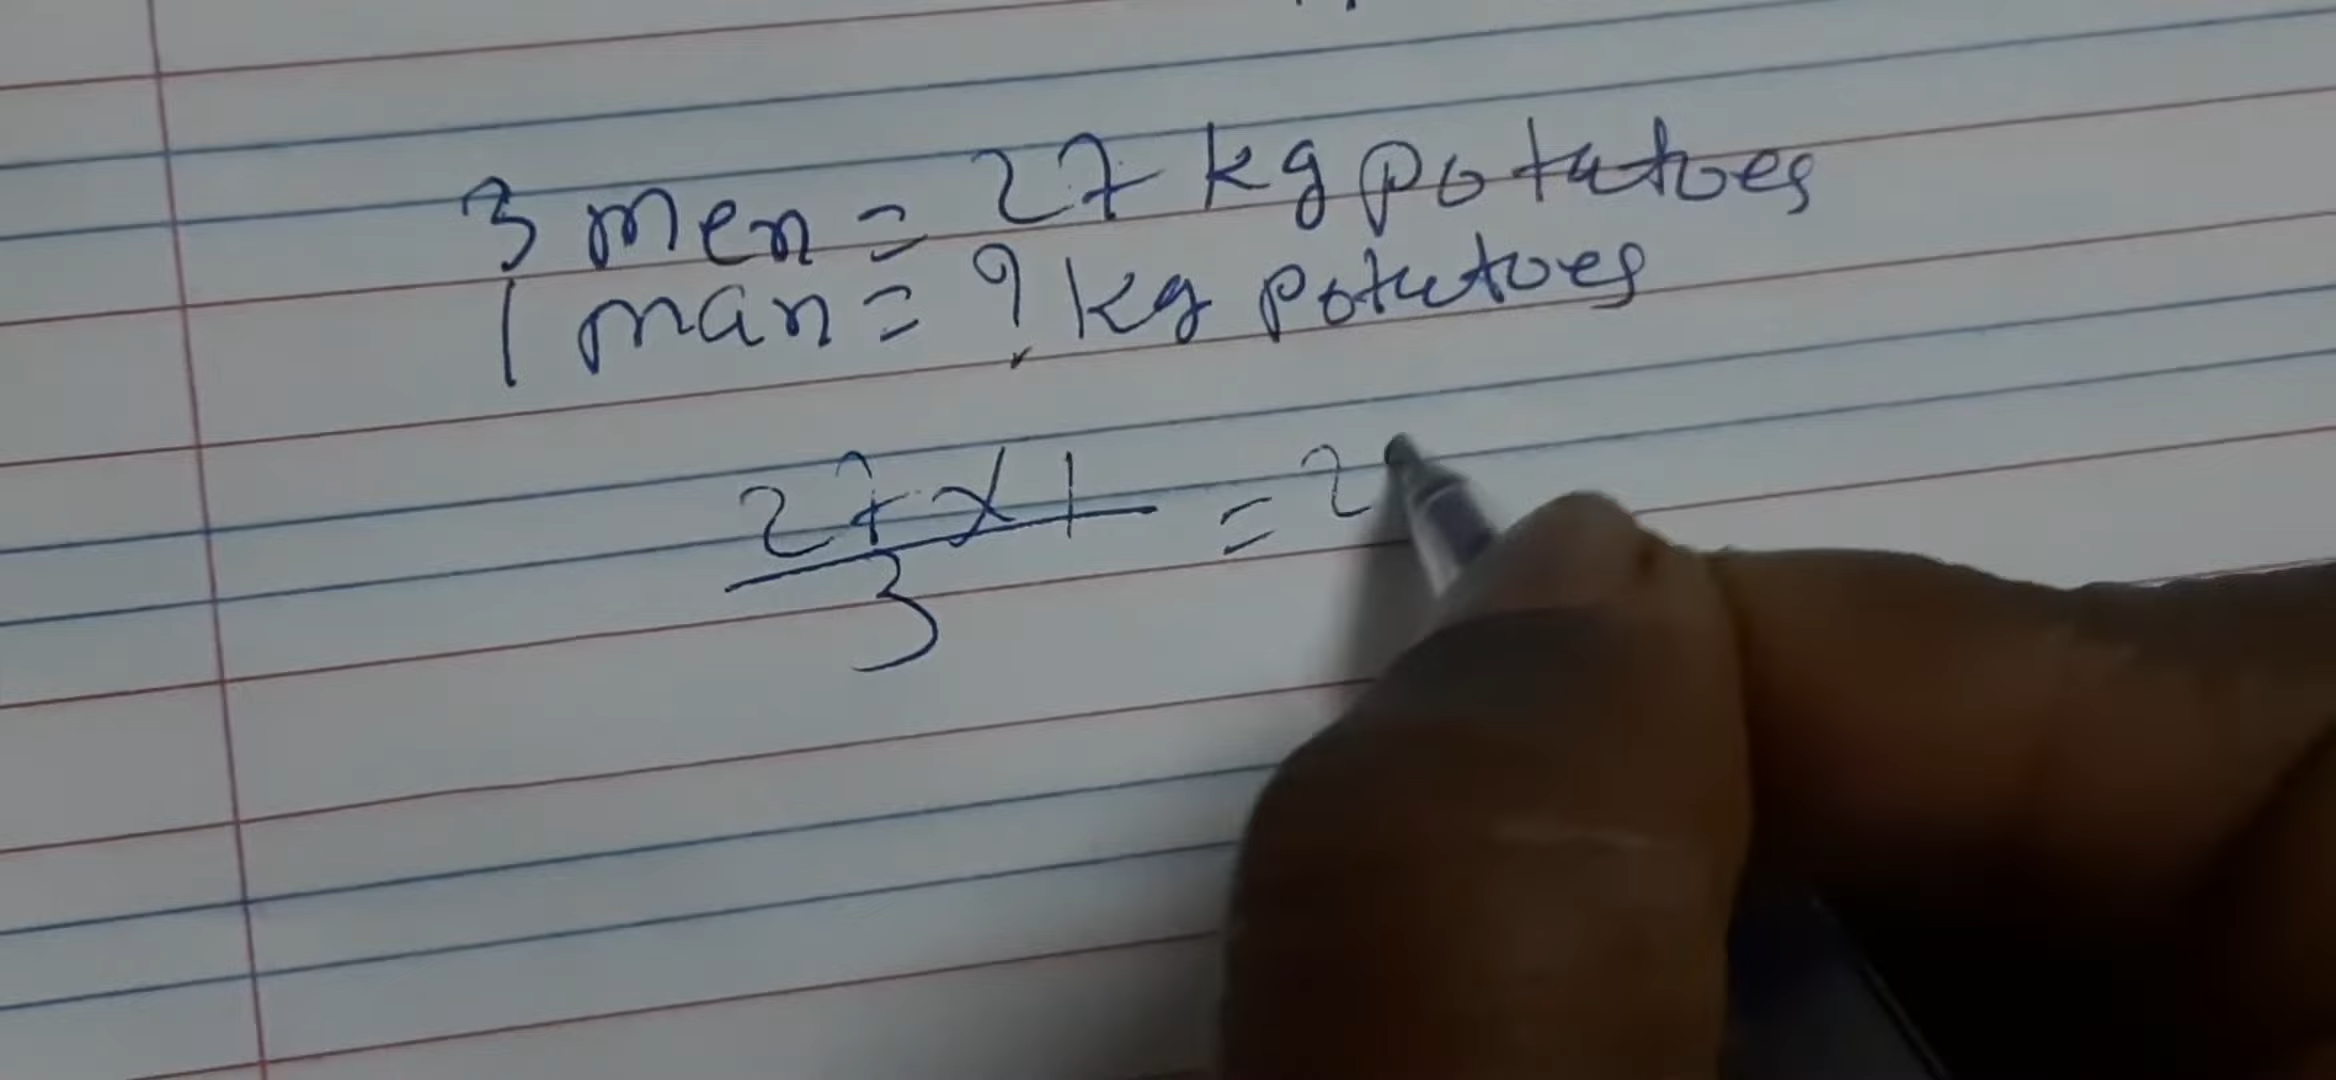 3 men = 27 kg potatoes
1 man = ? kg potatoes
27 x 1
3
= 2